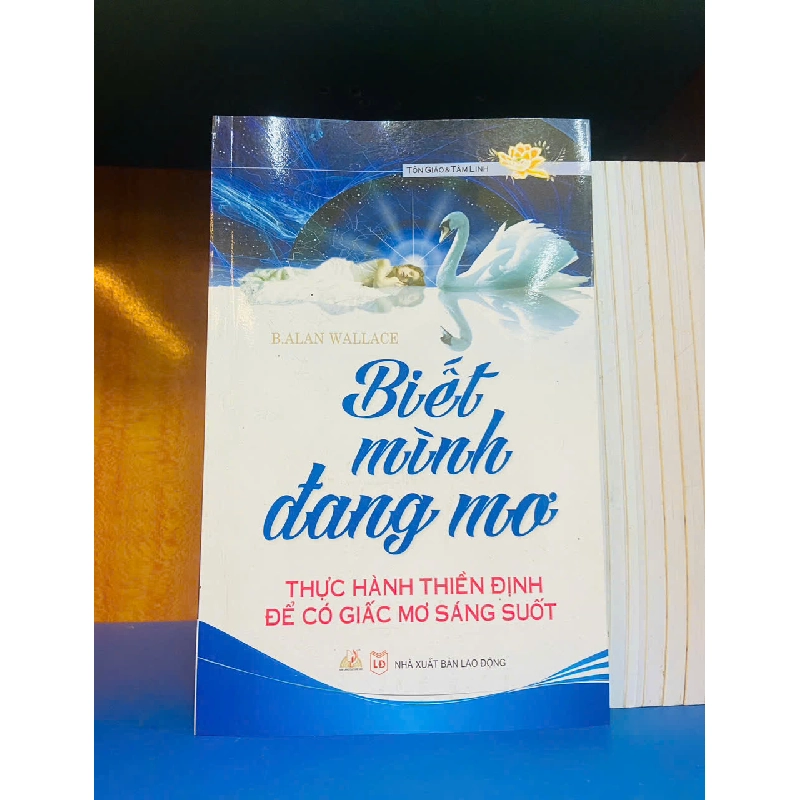 TÔN GIÁO & TÂM LINH
B.ALAN WALLACE
Biết
mình
đang mơ
THỰC HÀNH THIỀN ĐỊNH
ĐỂ CÓ GIẤC MƠ SÁNG SUỐT
LĐ
NHÀ XUẤT BẢN LAO ĐỘNG